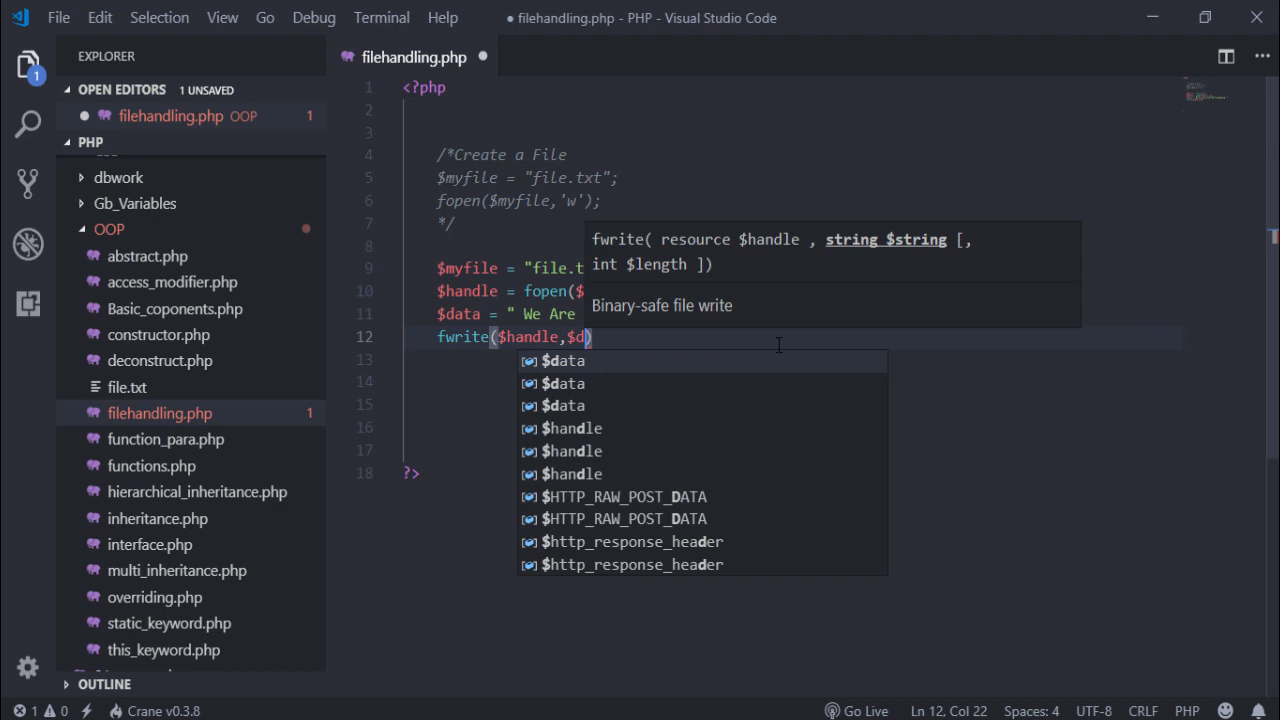 File Edit Selection View Go Debug Terminal Help
● filehandling.php - PHP - Visual Studio Code
EXPLORER
OPEN EDITORS 1 UNSAVED
filehandling.php OOP 1
PHP
dbwork
Gb_Variables
OOP
abstract.php
access_modifier.php
Basic_coponents.php
constructor.php
deconstruct.php
file.txt
filehandling.php 1
function_para.php
functions.php
hierarchical_inheritance.php
inheritance.php
interface.php
multi_inheritance.php
overriding.php
static_keyword.php
this_keyword.php
OUTLINE
1
filehandling.php
1 <?php
2
3
4 /*Create a File
5 $myfile = "file.txt";
6 fopen($myfile,'w');
7 */
8
9 $myfile = "file.t
10 $handle = fopen($
11 $data = " We Are
12 fwrite($handle,$d)
13
14
15
16
17
18 ?>
fwrite( resource $handle , string $string [,
int $length ])
Binary-safe file write
$data
$data
$data
$handle
$handle
$handle
$HTTP_RAW_POST_DATA
$HTTP_RAW_POST_DATA
$http_response_header
$http_response_header
1 0 Crane v0.3.8 Go Live Ln 12, Col 22 Spaces: 4 UTF-8 CRLF PHP